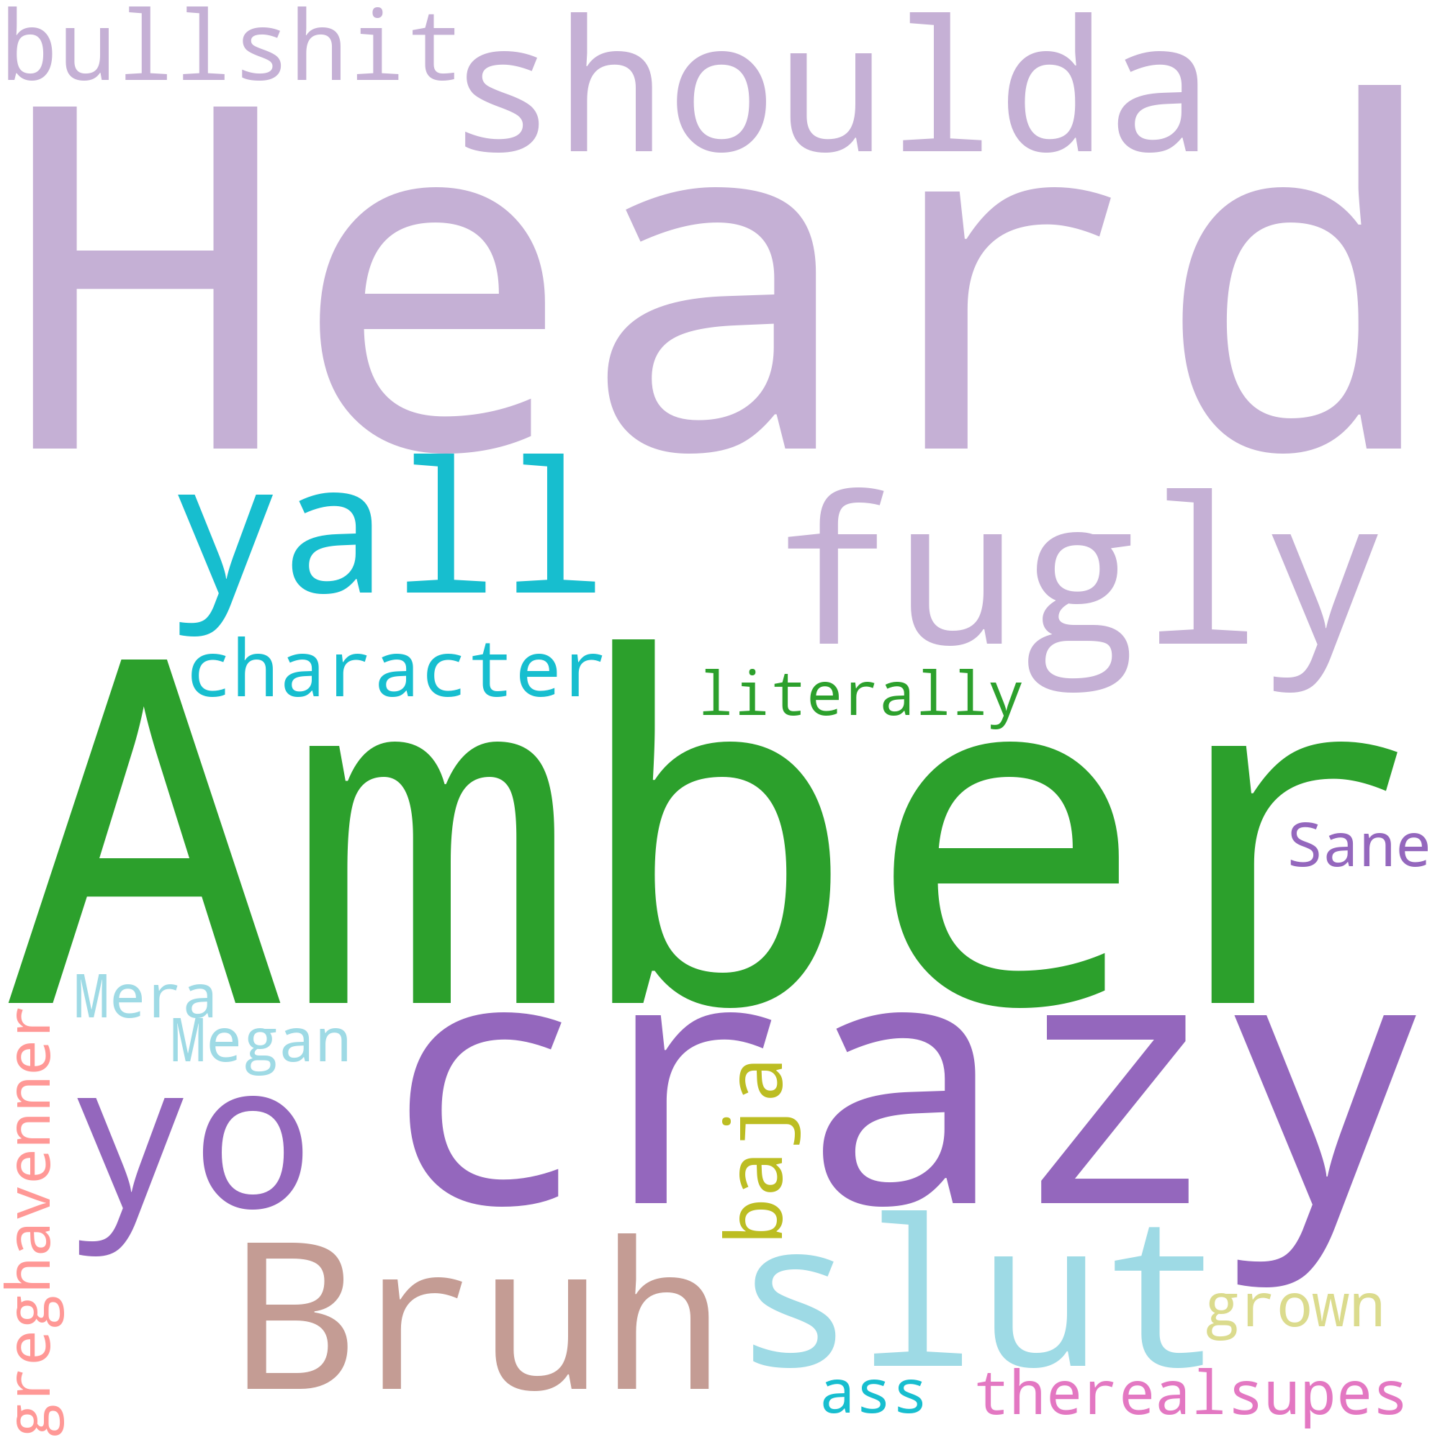 bullshit
shoulda
Heard
yall
fugly
character
literally
Amber
Sane
Mera
Megan
greghavenner
yo
crazy
baja
Bruh
slut
grown
ass
therealsupes